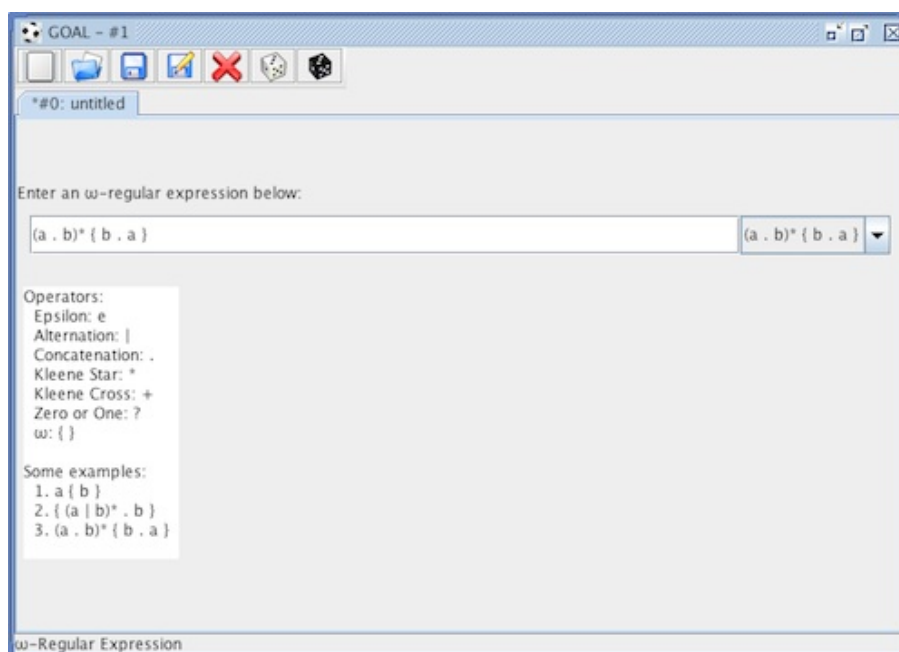 GOAL – #1
*#0: untitled
Enter an ω–regular expression below:
(a . b)* { b . a } (a . b)* { b . a }
Operators:
Epsilon: e
Alternation: |
Concatenation: .
Kleene Star: *
Kleene Cross: +
Zero or One: ?
ω: { }
Some examples:
1. a { b }
2. { (a | b)* . b }
3. (a . b)* { b . a }
ω–Regular Expression